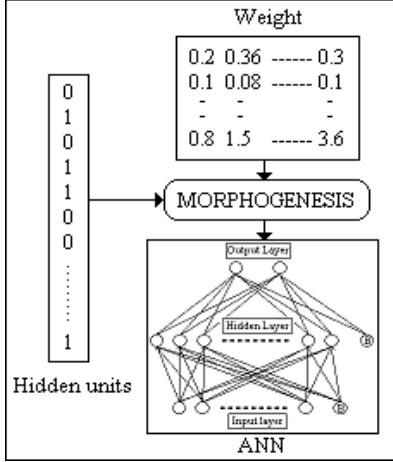 Weight
0.2 0.36 ------ 0.3
0.1 0.08 ------ 0.1
- - -
- - -
0.8 1.5 ------ 3.6
0
1
0
1
1
0
0
1
Hidden units
MORPHOGENESIS
Output Layer
Hidden Layer
B
B
Input layer
ANN